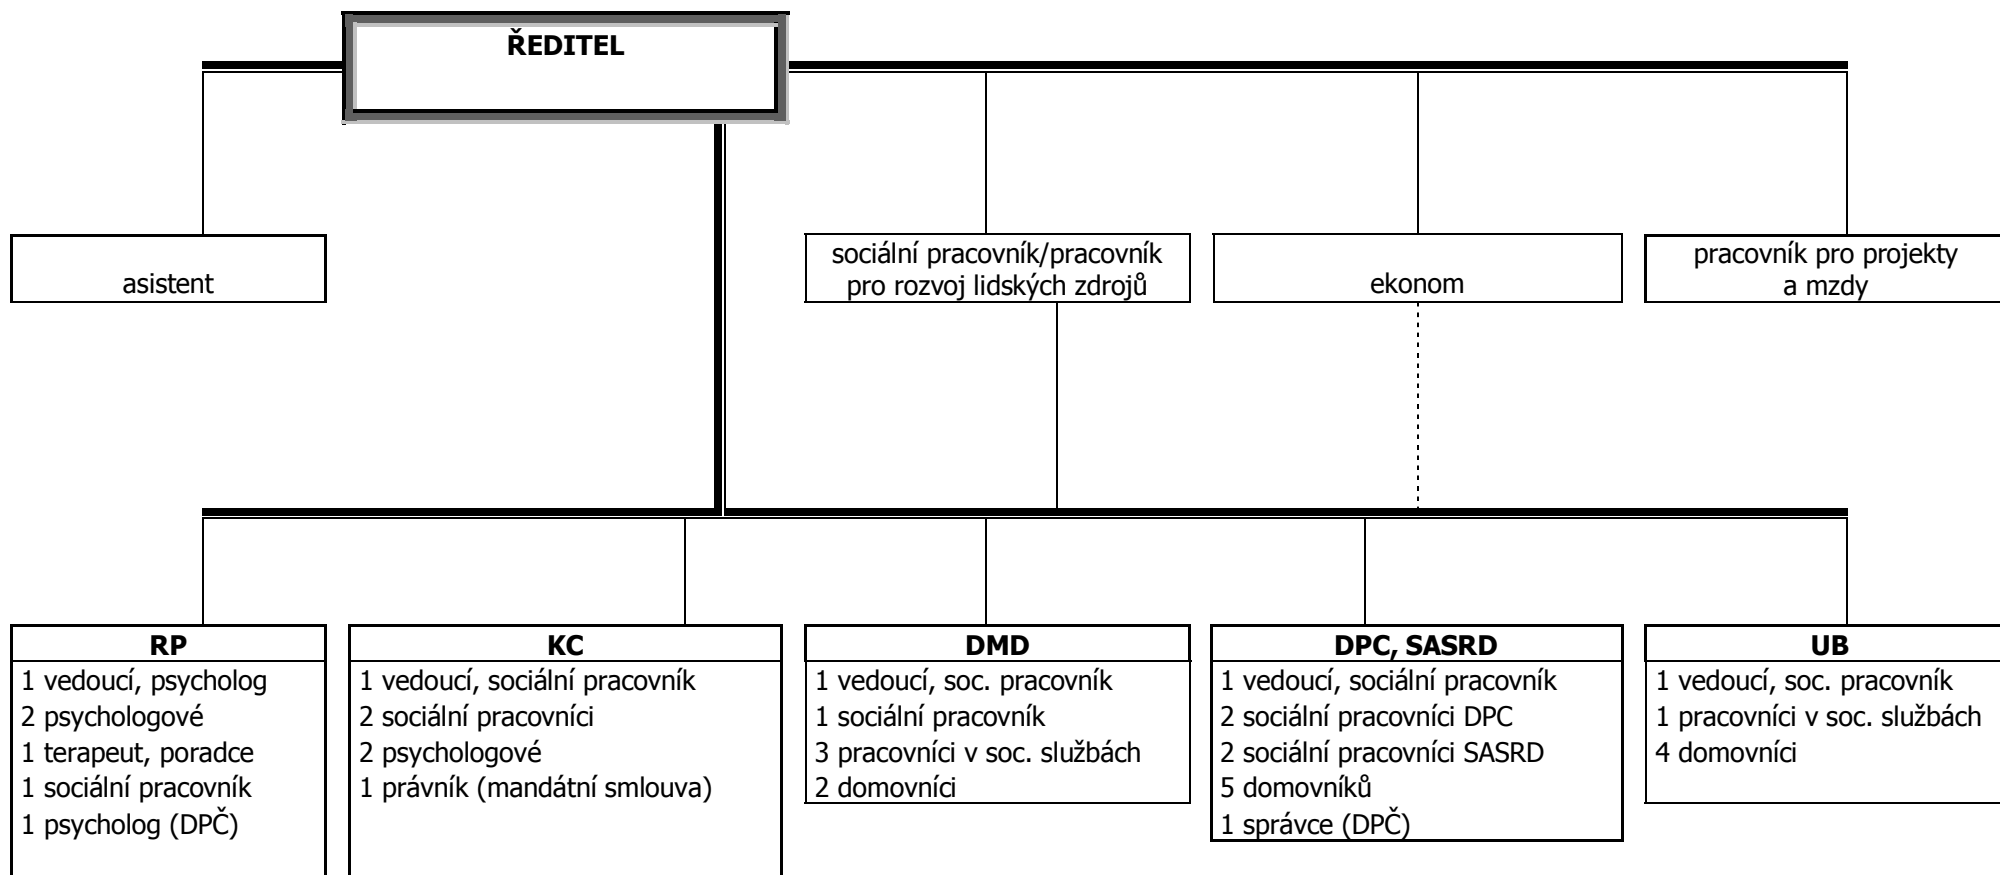 ŘEDITEL
asistent
sociální pracovník/pracovník
pro rozvoj lidských zdrojů
ekonom
pracovník pro projekty
a mzdy
RP
1 vedoucí, psycholog
2 psychologové
1 terapeut, poradce
1 sociální pracovník
1 psycholog (DPČ)
KC
1 vedoucí, sociální pracovník
2 sociální pracovníci
2 psychologové
1 právník (mandátní smlouva)
DMD
1 vedoucí, soc. pracovník
1 sociální pracovník
3 pracovníci v soc. službách
2 domovníci
DPC, SASRD
1 vedoucí, sociální pracovník
2 sociální pracovníci DPC
2 sociální pracovníci SASRD
5 domovníků
1 správce (DPČ)
UB
1 vedoucí, soc. pracovník
1 pracovníci v soc. službách
4 domovníci